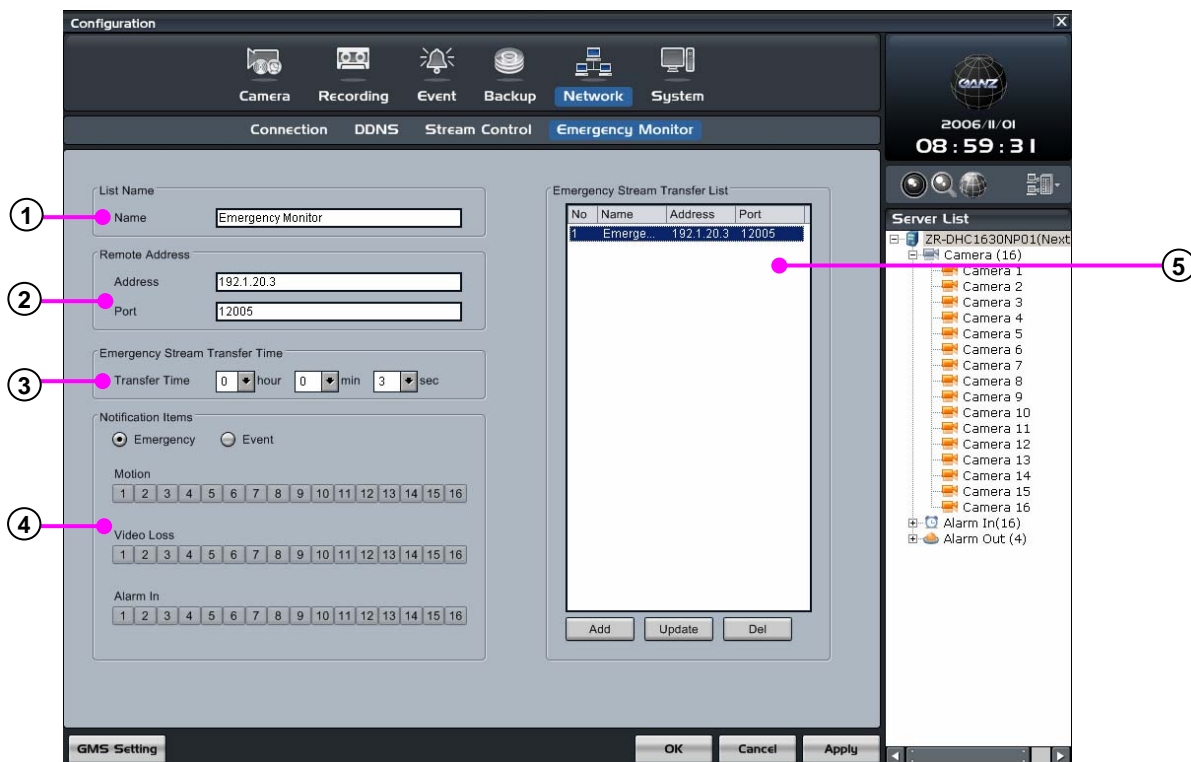 Configuration
Camera Recording Event Backup Network System
Connection DDNS Stream Control Emergency Monitor
GANZ
2006/11/01
08:59:31
List Name
1
Name Emergency Monitor
Remote Address
2
Address 192.1.20.3
Port 12005
Emergency Stream Transfer Time
3
Transfer Time 0 hour 0 min 3 sec
Notification Items
Emergency Event
4
Motion
1 2 3 4 5 6 7 8 9 10 11 12 13 14 15 16
Video Loss
1 2 3 4 5 6 7 8 9 10 11 12 13 14 15 16
Alarm In
1 2 3 4 5 6 7 8 9 10 11 12 13 14 15 16
Emergency Stream Transfer List
No Name Address Port
1 Emerge... 192.1.20.3 12005
5
Add Update Del
Server List
ZR-DHC1630NP01(Next
Camera (16)
Camera 1
Camera 2
Camera 3
Camera 4
Camera 5
Camera 6
Camera 7
Camera 8
Camera 9
Camera 10
Camera 11
Camera 12
Camera 13
Camera 14
Camera 15
Camera 16
Alarm In(16)
Alarm Out (4)
GMS Setting OK Cancel Apply